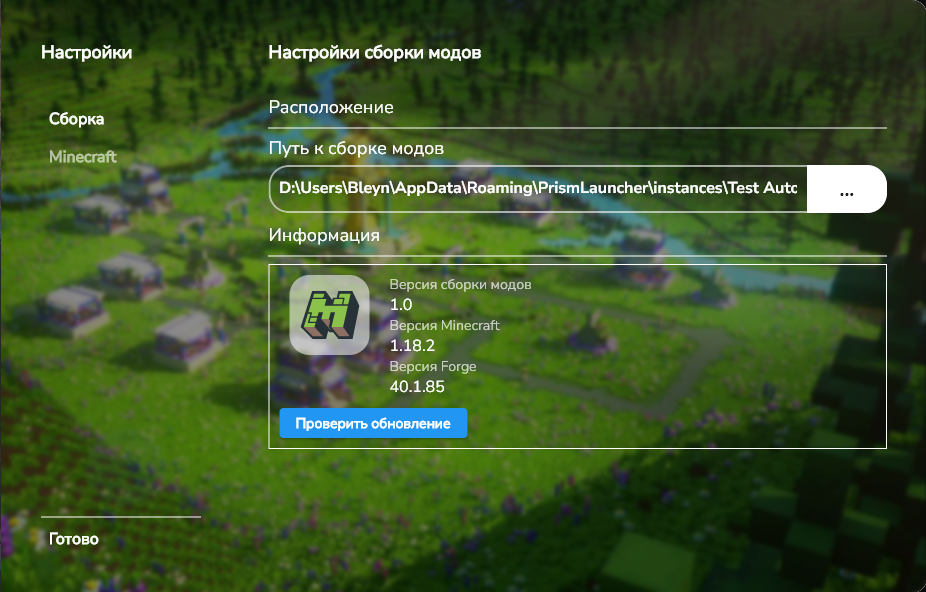 Настройки
Настройки сборки модов
Сборка
Minecraft
Расположение
Путь к сборке модов
D:\Users\Bleyn\AppData\Roaming\PrismLauncher\instances\Test Auto
...
Информация
Версия сборки модов
1.0
Версия Minecraft
1.18.2
Версия Forge
40.1.85
Проверить обновление
Готово